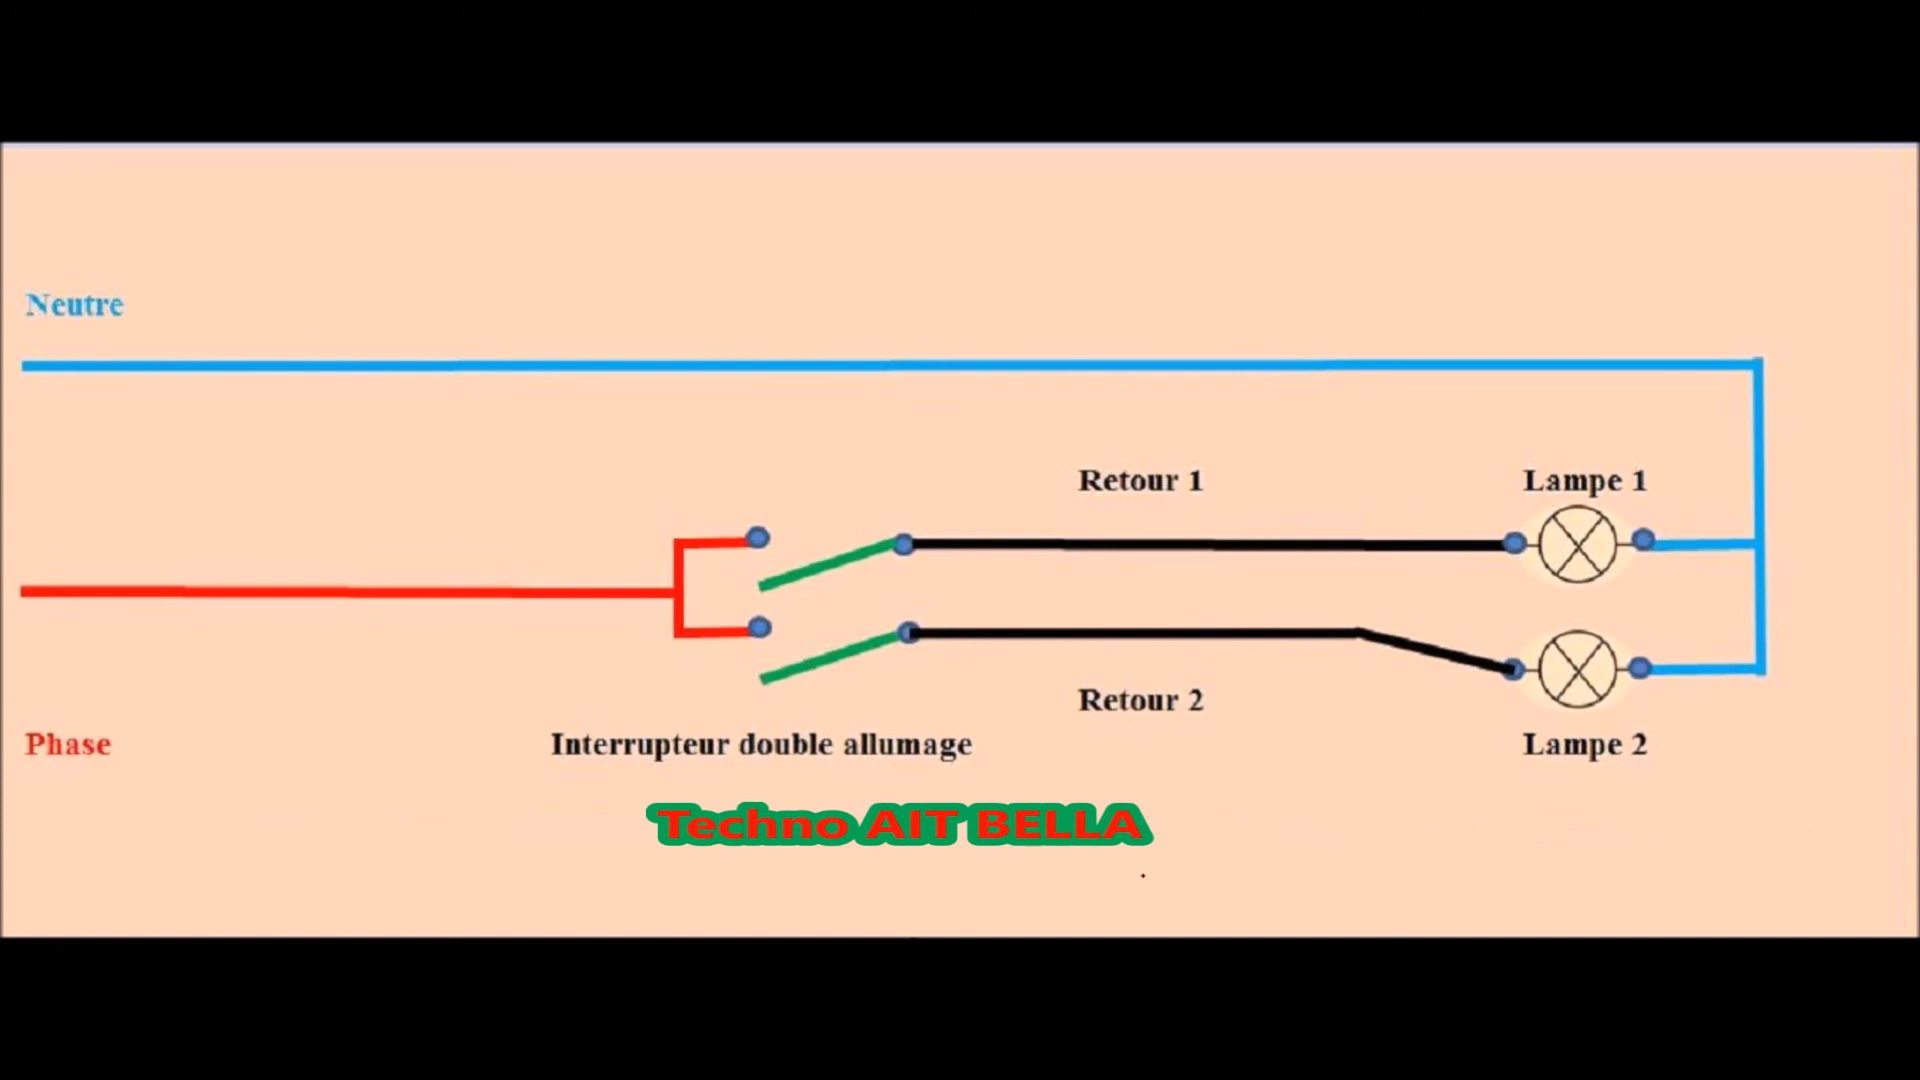 Neutre
Retour 1
Lampe 1
Retour 2
Phase
Interrupteur double allumage
Lampe 2
Techno AIT BELLA